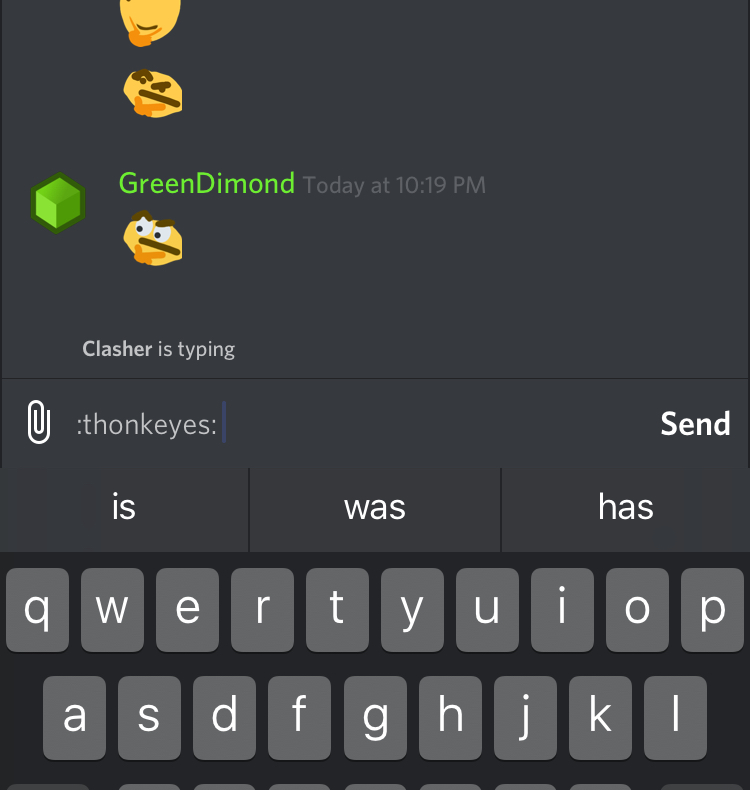 GreenDimond Today at 10:19 PM
Clasher is typing
:thonkeyes: Send
is was has
q w e r t y u i o p
a s d f g h j k l